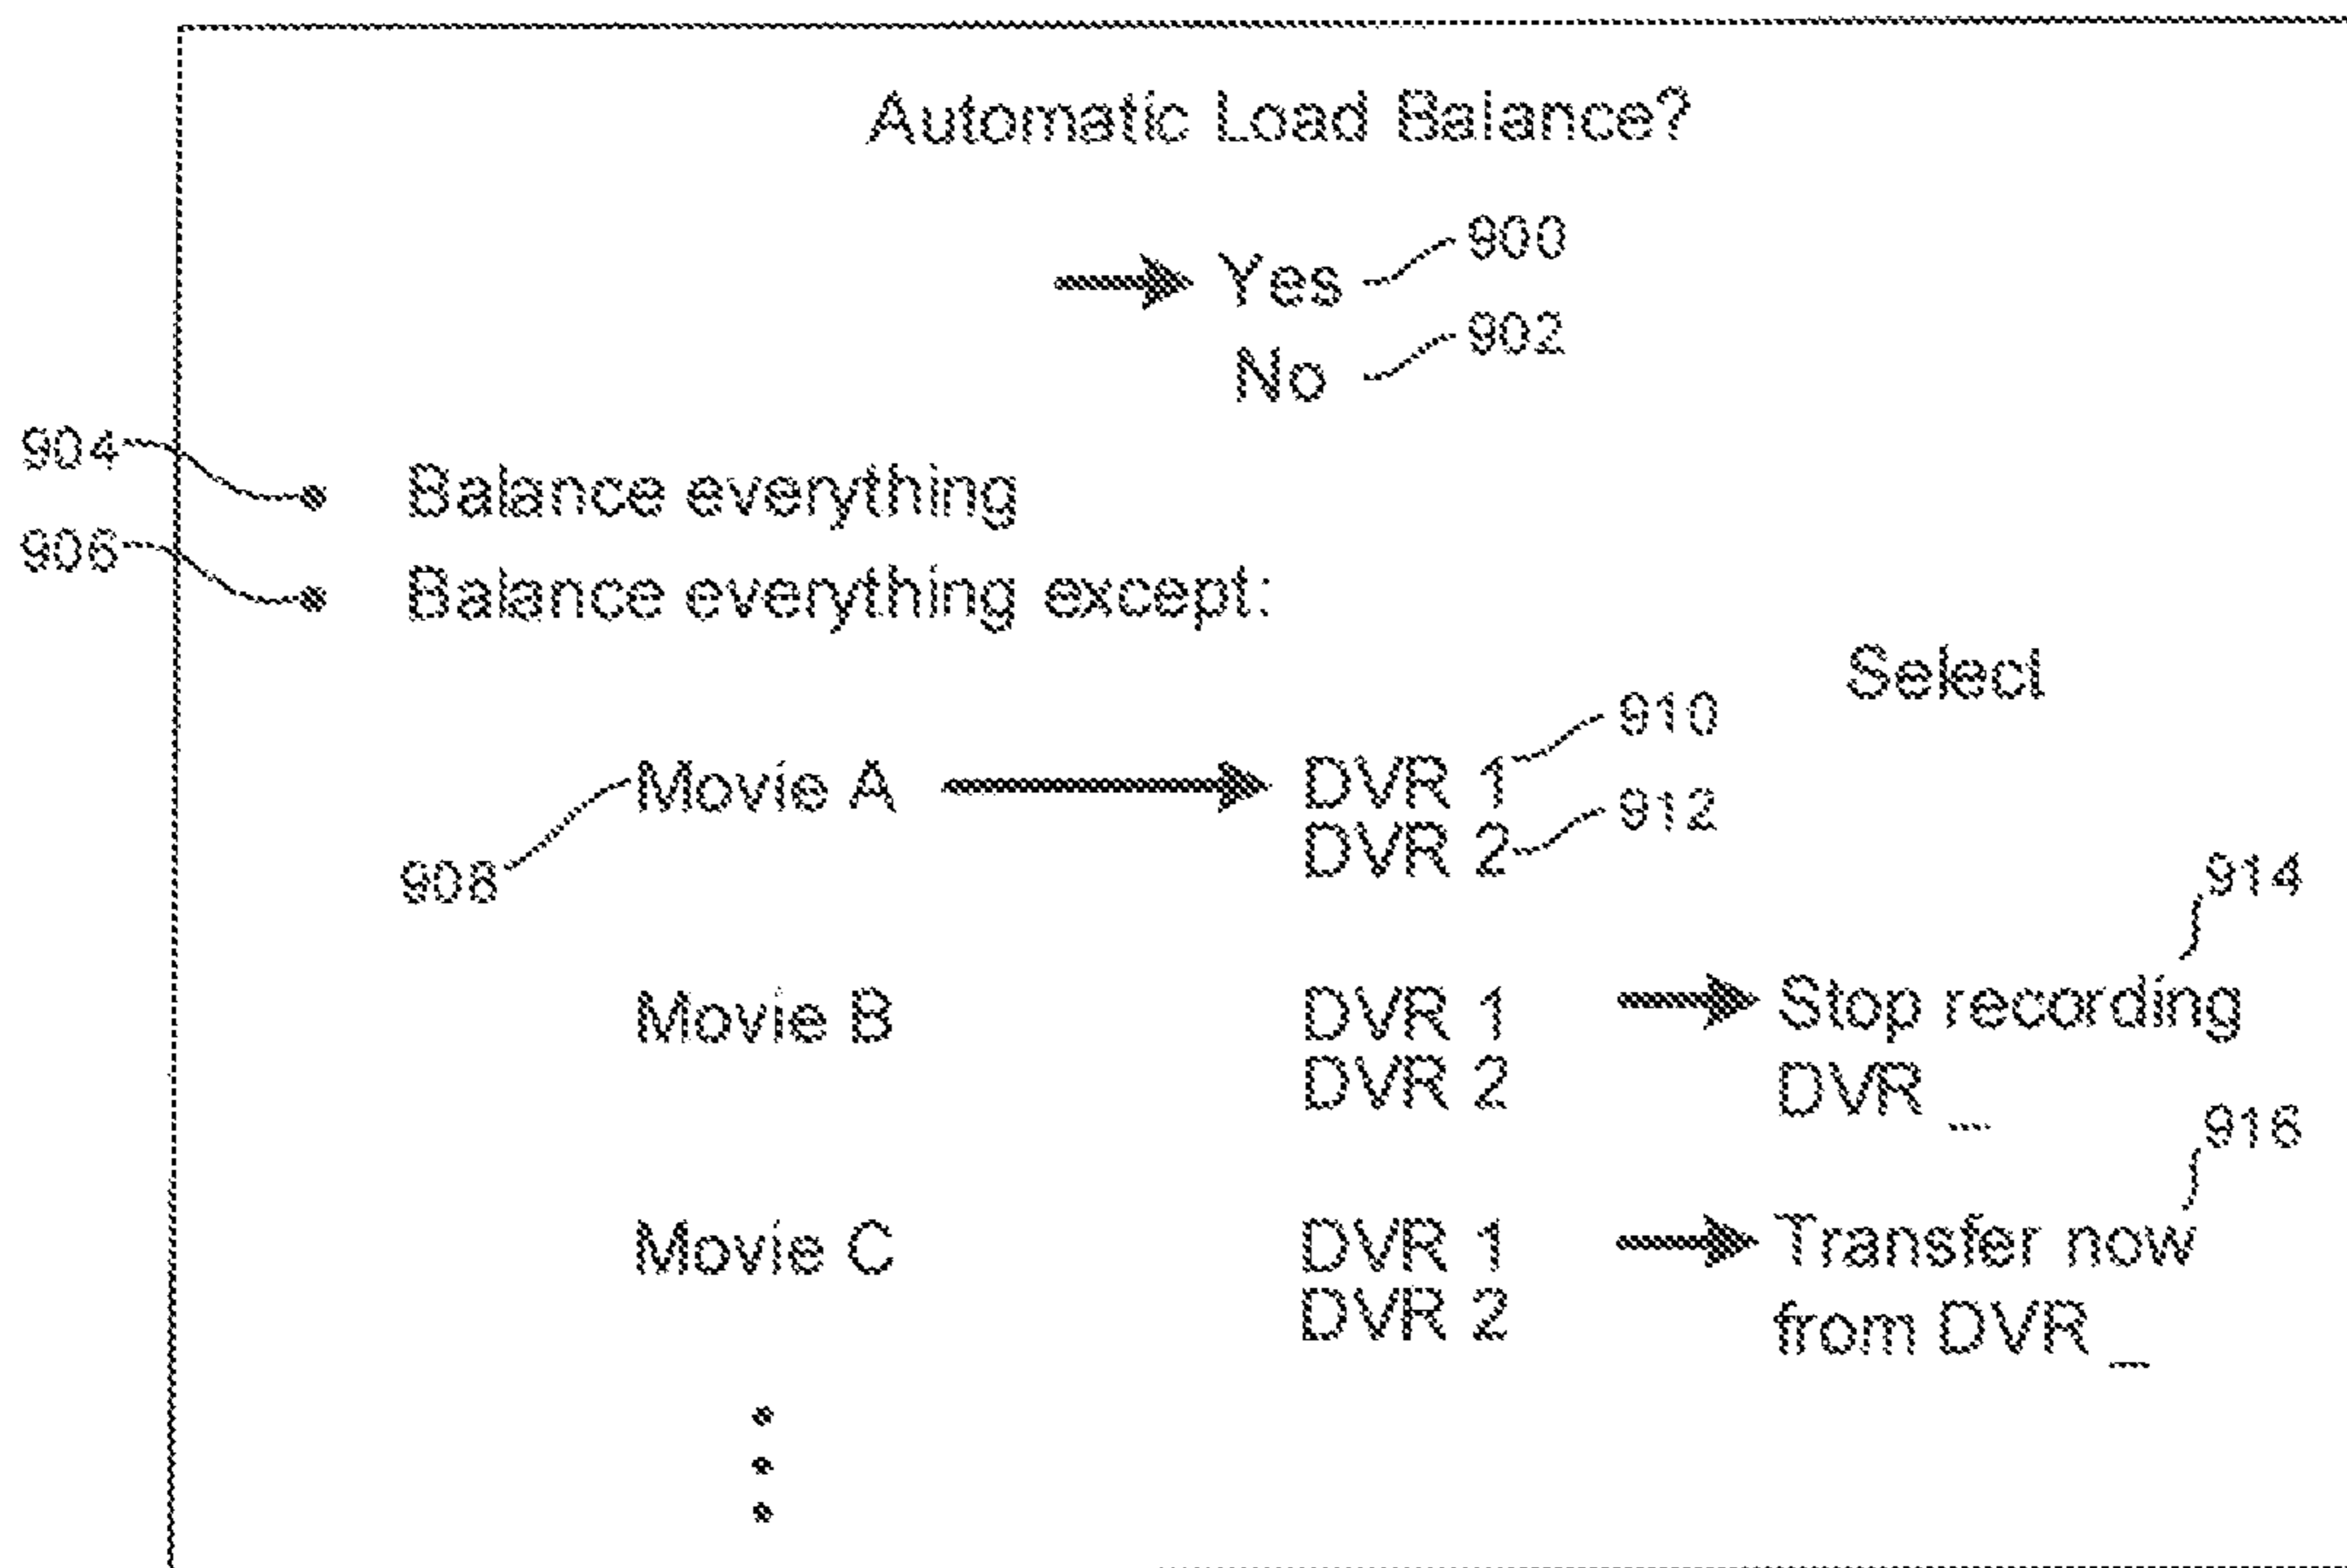 Automatic Load Balance?
Yes 900
No 902
904 • Balance everything
906 • Balance everything except:
Select
Movie A DVR 1 910
DVR 2 912
908
914
Movie B DVR 1 Stop recording
DVR 2 DVR _
916
Movie C DVR 1 Transfer now
DVR 2 from DVR _